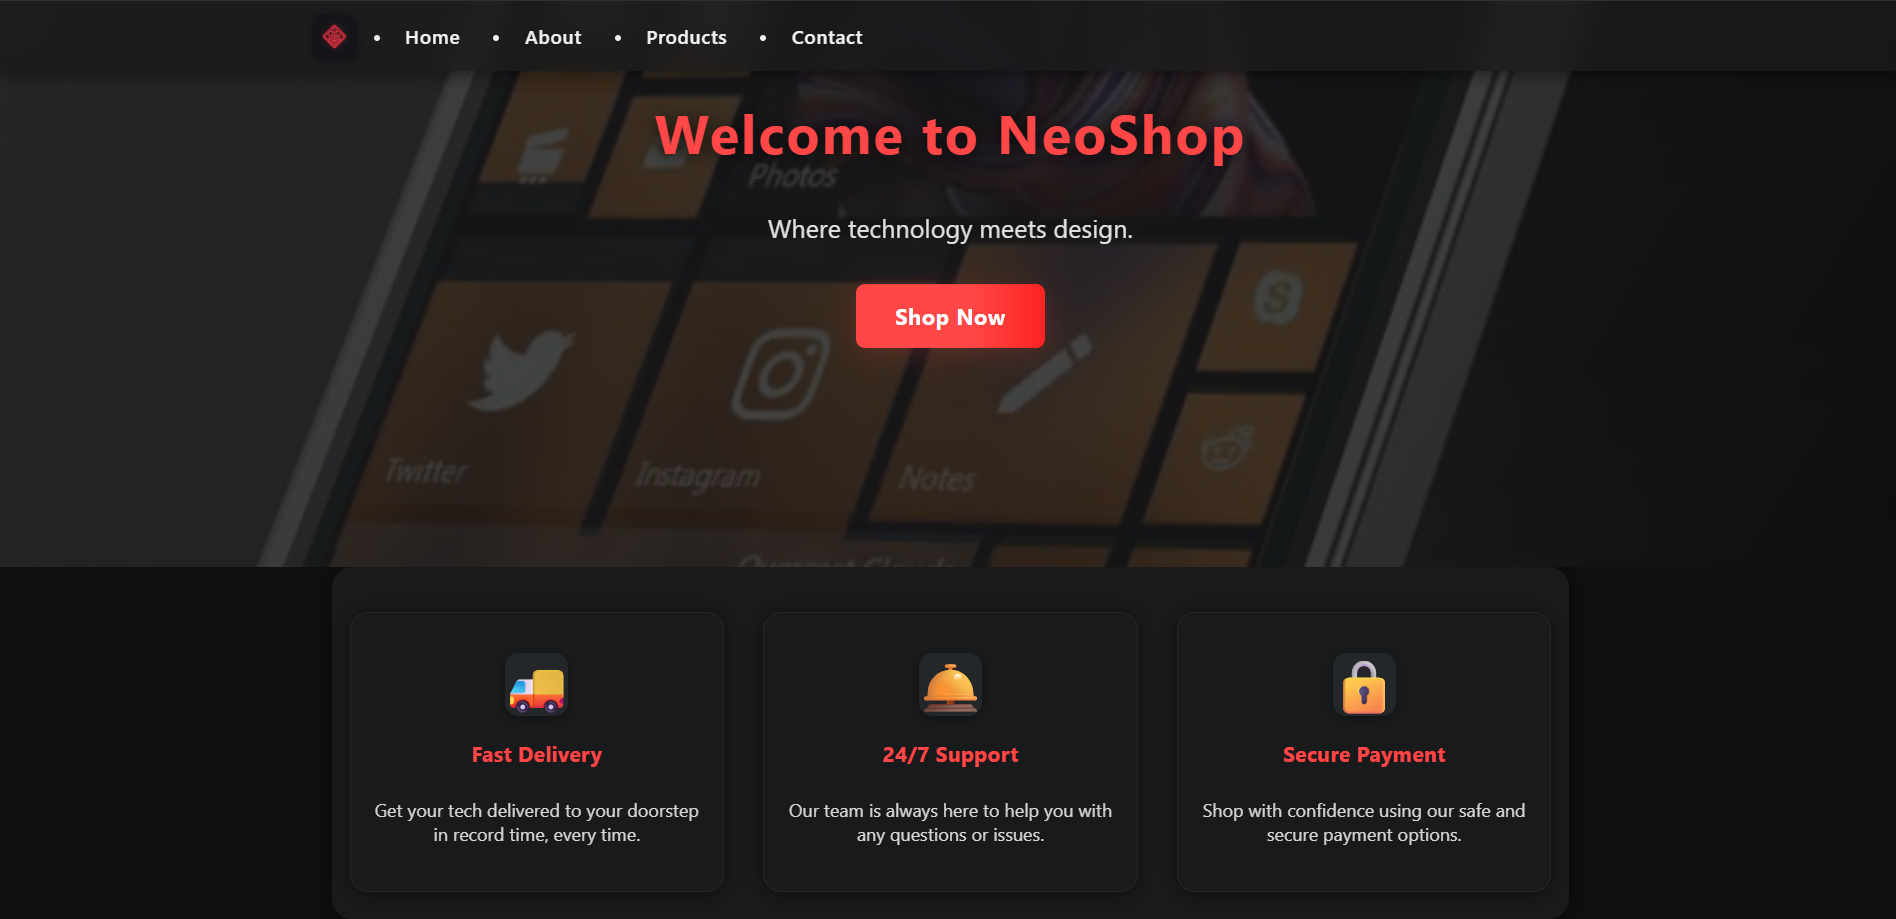 Home
About
Products
Contact
Welcome to NeoShop
Photos
Where technology meets design.
Shop Now
Twitter
Instagram
Notes
Overcast Clouds
Fast Delivery
24/7 Support
Secure Payment
Get your tech delivered to your doorstep
in record time, every time.
Our team is always here to help you with
any questions or issues.
Shop with confidence using our safe and
secure payment options.